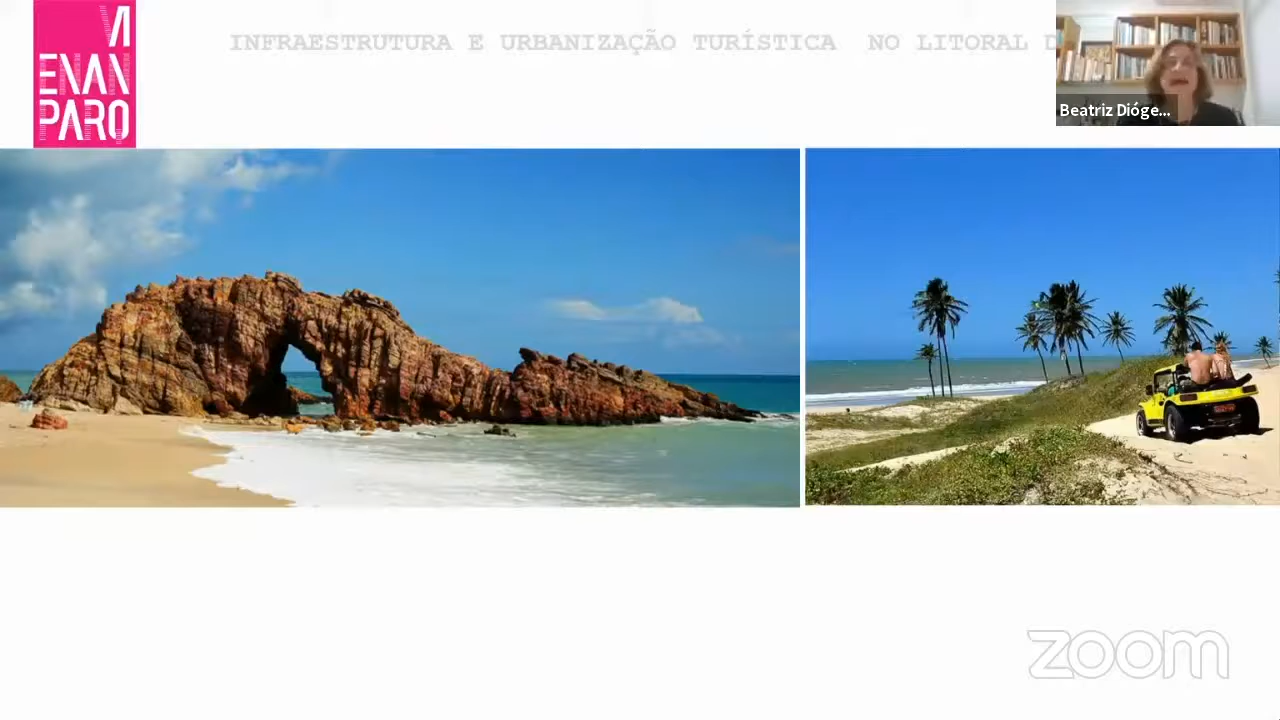 VI
ENAN
PARQ
INFRAESTRUTURA E URBANIZAÇÃO TURÍSTICA NO LITORAL D
Beatriz Dióge...
zoom